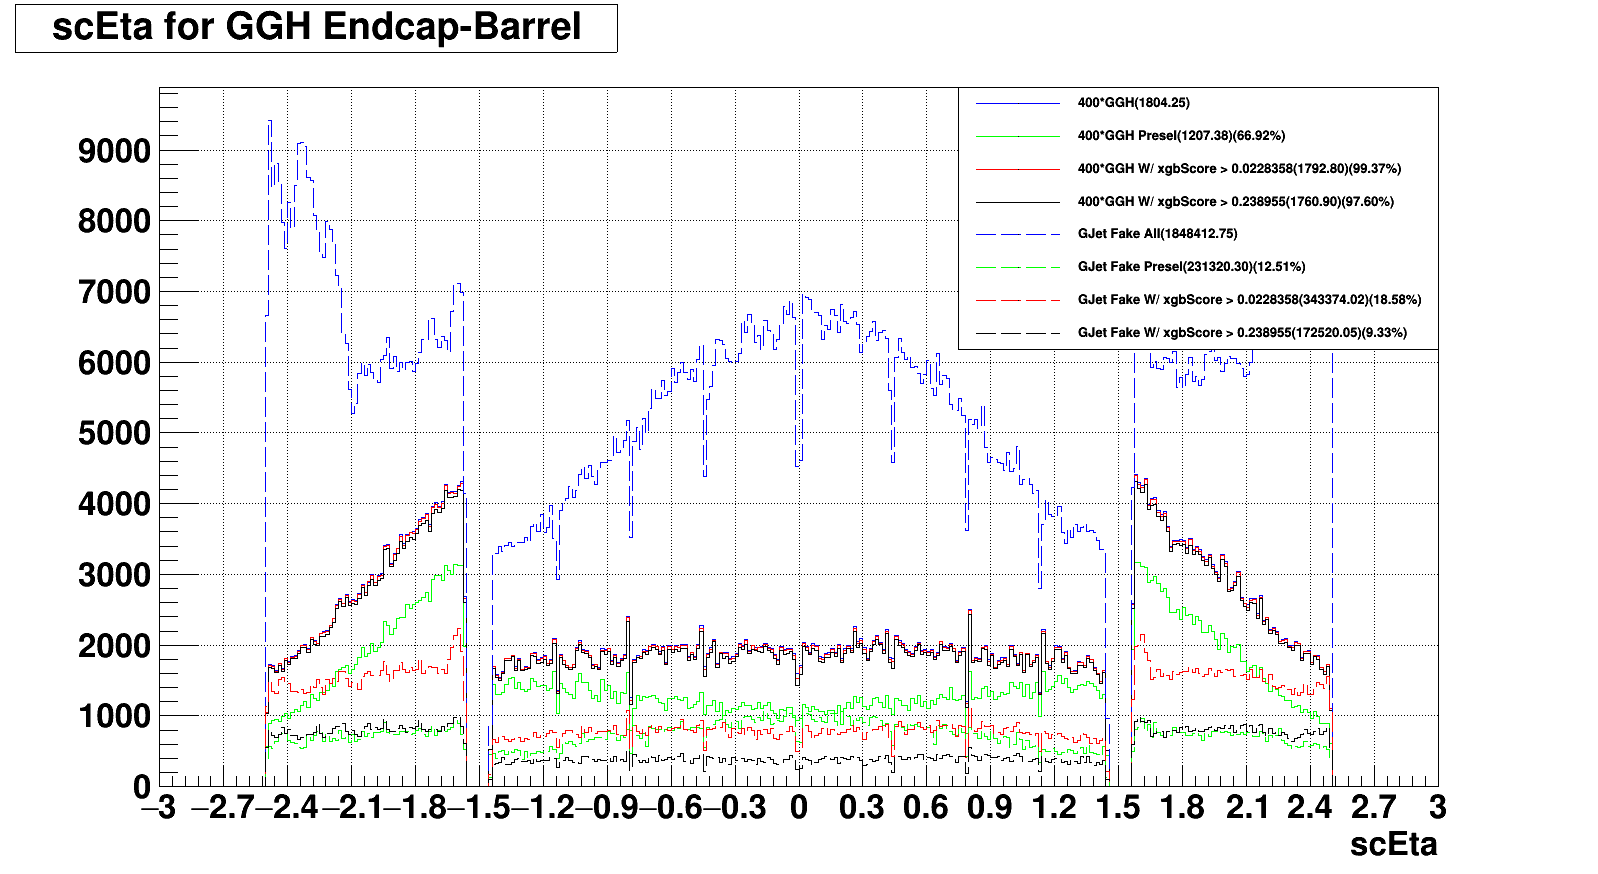 scEta for GGH Endcap-Barrel
400*GGH(1804.25)
400*GGH Presel(1207.38)(66.92%)
400*GGH W/ xgbScore > 0.0228358(1792.80)(99.37%)
400*GGH W/ xgbScore > 0.238955(1760.90)(97.60%)
GJet Fake All(1848412.75)
GJet Fake Presel(231320.30)(12.51%)
GJet Fake W/ xgbScore > 0.0228358(343374.02)(18.58%)
GJet Fake W/ xgbScore > 0.238955(172520.05)(9.33%)
9000
8000
7000
6000
5000
4000
3000
2000
1000
0
−3 −2.7 −2.4 −2.1 −1.8 −1.5 −1.2 −0.9 −0.6 −0.3 0 0.3 0.6 0.9 1.2 1.5 1.8 2.1 2.4 2.7 3
scEta